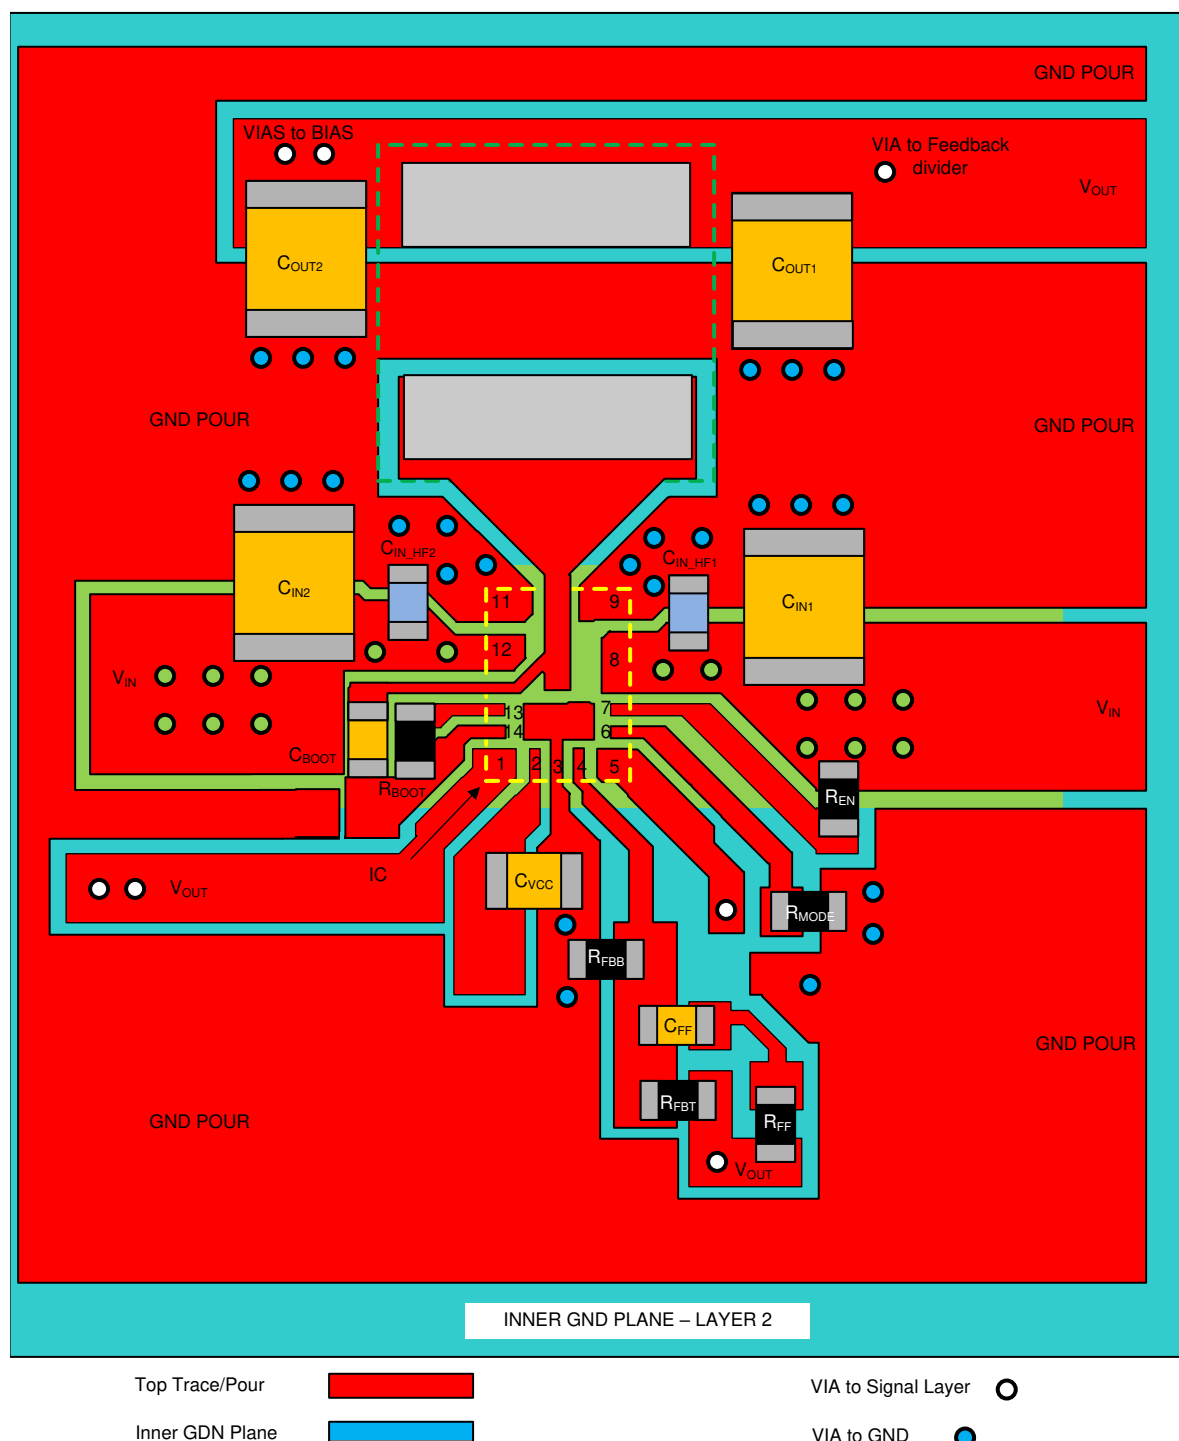 GND POUR
VIAS to BIAS
VIA to Feedback
divider
VOUT
COUT2
COUT1
GND POUR
GND POUR
CIN_HF2
CIN_HF1
CIN2
CIN1
11
9
12
8
VIN
VIN
13
7
14
6
CBOOT
1
2
3
4
5
RBOOT
REN
IC
CVCC
VOUT
RMODE
RFBB
CFF
GND POUR
RFBT
RFF
GND POUR
VOUT
INNER GND PLANE – LAYER 2
Top Trace/Pour
VIA to Signal Layer
Inner GDN Plane
VIA to GND